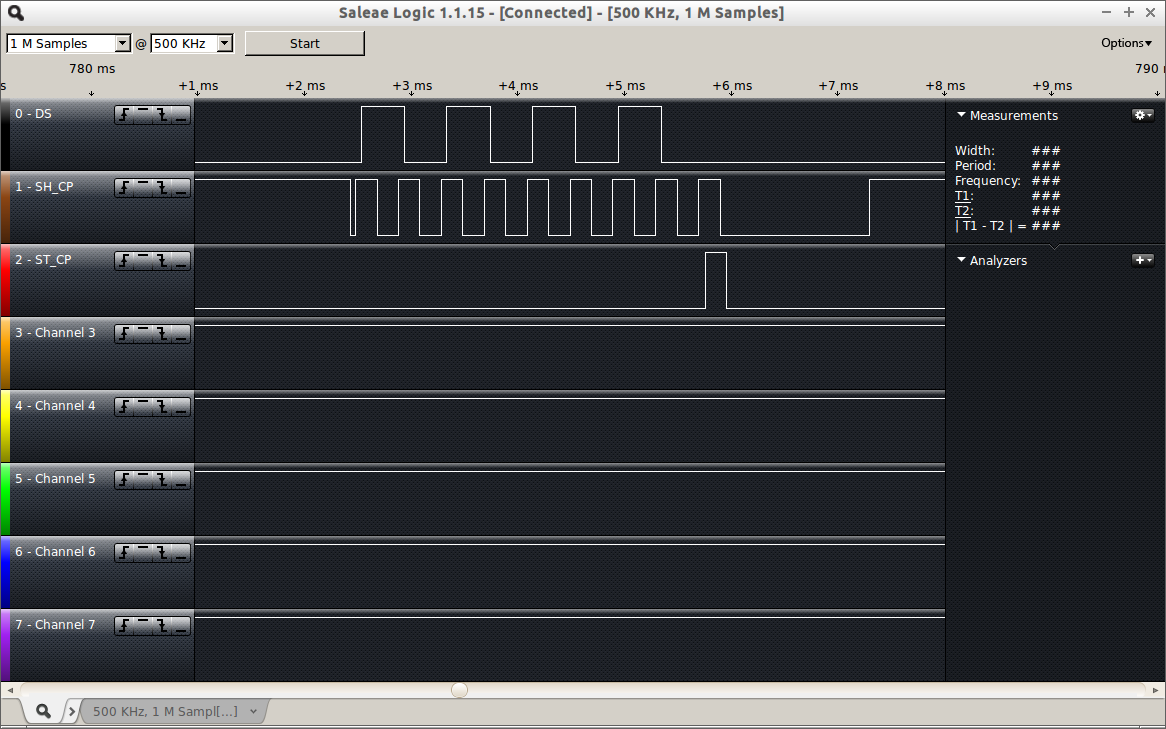 Saleae Logic 1.1.15 - [Connected] - [500 KHz, 1 M Samples]
1 M Samples @ 500 KHz Start Options
780 ms 790
s +1 ms +2 ms +3 ms +4 ms +5 ms +6 ms +7 ms +8 ms +9 ms
0 - DS
1 - SH_CP
2 - ST_CP
3 - Channel 3
4 - Channel 4
5 - Channel 5
6 - Channel 6
7 - Channel 7
Measurements
Width: ###
Period: ###
Frequency: ###
T1: ###
T2: ###
| T1 - T2 | = ###
Analyzers
500 KHz, 1 M Sampl[...]